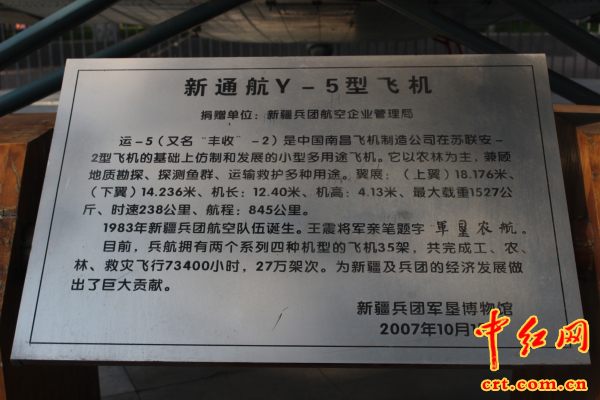 新通航Y-5型飞机
捐赠单位：新疆兵团航空企业管理局
运-5（又名“丰收”-2）是中国南昌飞机制造公司在苏联安-
2型飞机的基础上仿制和发展的小型多用途飞机。它以农林为主，兼顾
地质勘探、探测鱼群、运输救护多种用途。翼展：（上翼）18.176米、
（下翼）14.236米、机长：12.40米、机高：4.13米、最大载重1527公
斤、时速238公里、航程：845公里。
1983年新疆兵团航空队伍诞生。王震将军亲笔题字“军垦农航。
目前，兵航拥有两个系列四种机型的飞机35架，共完成工、农、
林、救灾飞行73400小时，27万架次。为新疆及兵团的经济发展做
出了巨大贡献。
新疆兵团军垦博物馆
2007年10月
中红网
crt.com.cn